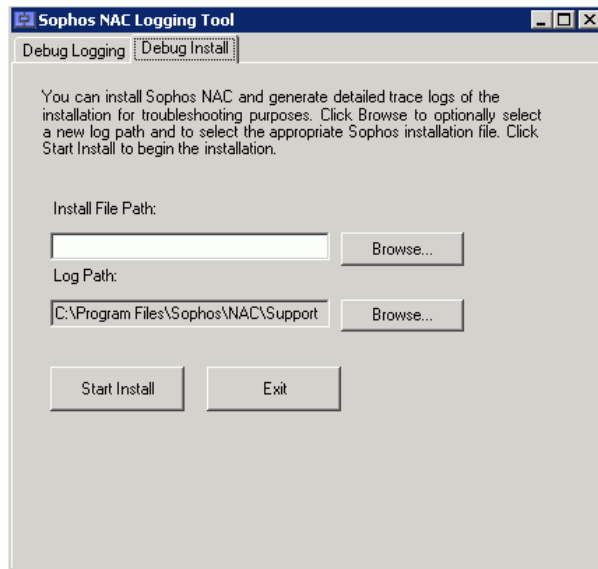 Sophos NAC Logging Tool
Debug Logging
Debug Install
You can install Sophos NAC and generate detailed trace logs of the
installation for troubleshooting purposes. Click Browse to optionally select
a new log path and to select the appropriate Sophos installation file. Click
Start Install to begin the installation.
Install File Path:
Browse...
Log Path:
C:\Program Files\Sophos\NAC\Support
Browse...
Start Install
Exit